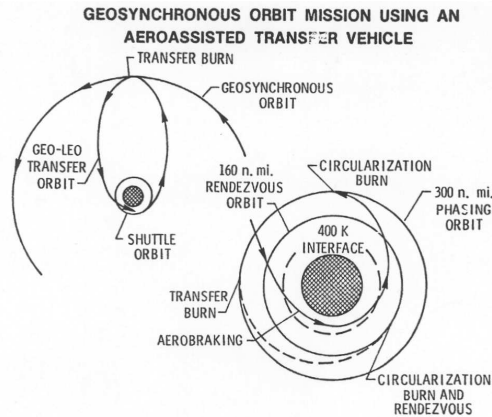 GEOSYNCHRONOUS ORBIT MISSION USING AN
AEROASSISTED TRANSFER VEHICLE
TRANSFER BURN
GEOSYNCHRONOUS
ORBIT
GEO-LEO
TRANSFER
ORBIT
SHUTTLE
ORBIT
160 n. mi.
RENDEZVOUS
ORBIT
CIRCULARIZATION
BURN
300 n. mi.
PHASING
ORBIT
400 K
INTERFACE
TRANSFER
BURN
AEROBRAKING
CIRCULARIZATION
BURN AND
RENDEZVOUS